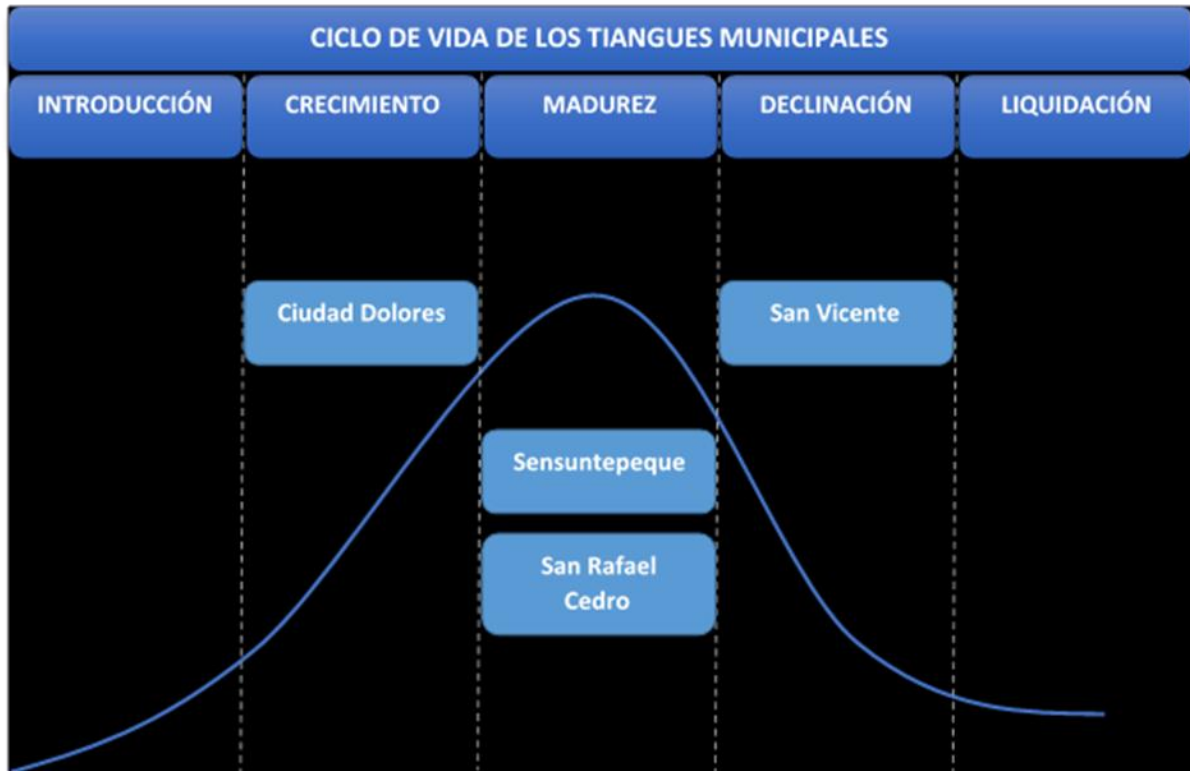 CICLO DE VIDA DE LOS TIANGUES MUNICIPALES
INTRODUCCIÓN
CRECIMIENTO
MADUREZ
DECLINACIÓN
LIQUIDACIÓN
Ciudad Dolores
San Vicente
Sensuntepeque
San Rafael
Cedro